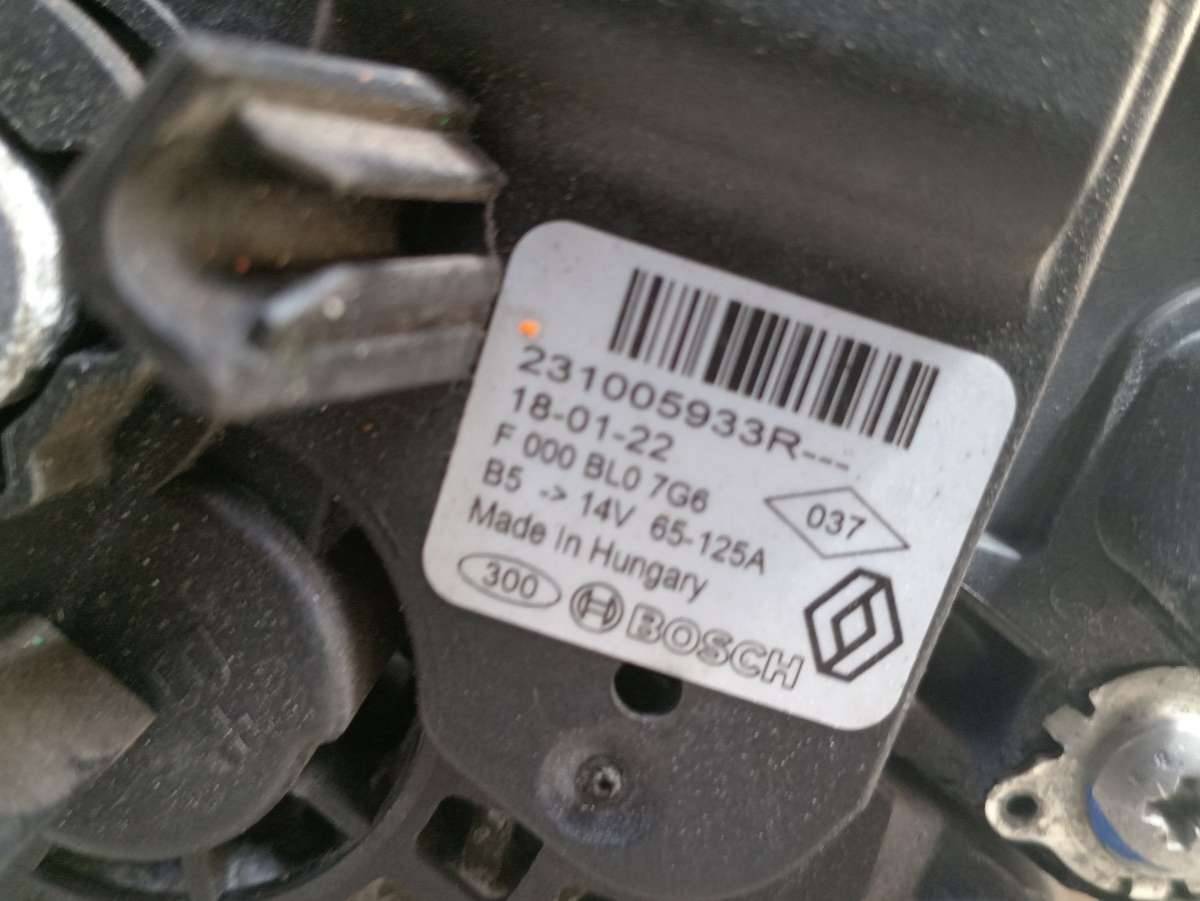 231005933R---
18-01-22
F 000 BL0 7G6
B5 -> 14V 65-125A
037
Made in Hungary
300 BOSCH